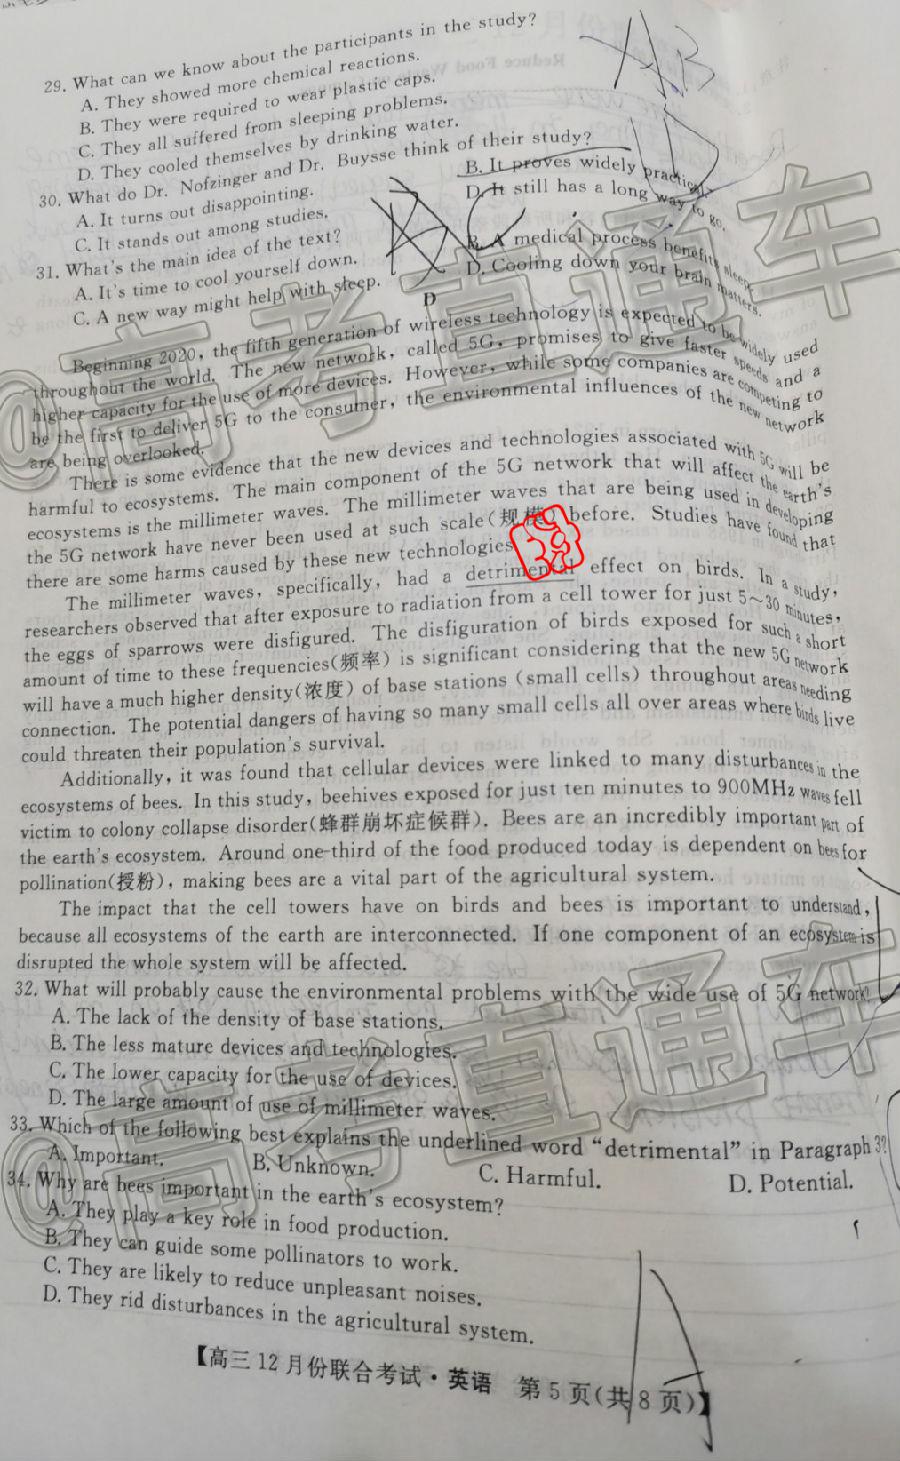 29. What can we know about the participants in the study?
A. They showed more chemical reactions.
B. They were required to wear plastic caps.
C. They all suffered from sleeping problems.
D. They cooled themselves by drinking water.
30. What do Dr. Nofzinger and Dr. Buysse think of their study?
A. It turns out disappointing.
B. It proves widely practical.
C. It stands out among studies.
D. It still has a long way to go.
31. What's the main idea of the text?
A. It's time to cool yourself down.
B. A medical process benefits sleep.
C. A new way might help with sleep.
D. Cooling down your brain matters.
D
Beginning 2020, the fifth generation of wireless technology is expected to be widely used
throughout the world. The new network, called 5G, promises to give faster speeds and a
higher capacity for the use of more devices. However, while some companies are competing to
be the first to deliver 5G to the consumer, the environmental influences of the new network
are being overlooked.
There is some evidence that the new devices and technologies associated with 5G will be
harmful to ecosystems. The main component of the 5G network that will affect the earth's
ecosystems is the millimeter waves. The millimeter waves that are being used in developing
the 5G network have never been used at such scale(规模) before. Studies have found that
there are some harms caused by these new technologies
The millimeter waves, specifically, had a detrimental effect on birds. In a study,
researchers observed that after exposure to radiation from a cell tower for just 5～30 minutes,
the eggs of sparrows were disfigured. The disfiguration of birds exposed for such a short
amount of time to these frequencies(频率) is significant considering that the new 5G network
will have a much higher density(浓度) of base stations (small cells) throughout areas needing
connection. The potential dangers of having so many small cells all over areas where birds live
could threaten their population's survival.
Additionally, it was found that cellular devices were linked to many disturbances in the
ecosystems of bees. In this study, beehives exposed for just ten minutes to 900MHz waves fell
victim to colony collapse disorder(蜂群崩坏症候群). Bees are an incredibly important part of
the earth's ecosystem. Around one-third of the food produced today is dependent on bees for
pollination(授粉), making bees are a vital part of the agricultural system.
The impact that the cell towers have on birds and bees is important to understand,
because all ecosystems of the earth are interconnected. If one component of an ecosystem is
disrupted the whole system will be affected.
32. What will probably cause the environmental problems with the wide use of 5G network?
A. The lack of the density of base stations.
B. The less mature devices and technologies.
C. The lower capacity for the use of devices.
D. The large amount of use of millimeter waves.
33. Which of the following best explains the underlined word “detrimental” in Paragraph 3?
A. Important.
B. Unknown.
C. Harmful.
D. Potential.
34. Why are bees important in the earth's ecosystem?
A. They play a key role in food production.
B. They can guide some pollinators to work.
C. They are likely to reduce unpleasant noises.
D. They rid disturbances in the agricultural system.
【高三12月份联合考试·英语 第5页(共8页)】
@高考直通车
@高考直通车